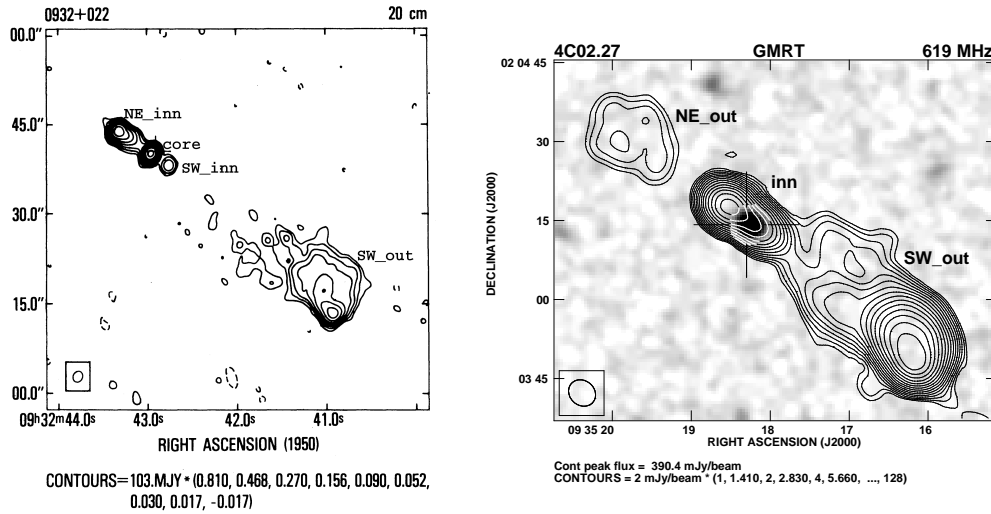 0932+022 20 cm
00.0"
NE_inn
45.0"
core
SW_inn
30.0"
SW_out
15.0"
00.0"
09h32m44.0s 43.0s 42.0s 41.0s
RIGHT ASCENSION (1950)
CONTOURS=103.MJY * (0.810, 0.468, 0.270, 0.156, 0.090, 0.052,
0.030, 0.017, -0.017)
4C02.27 GMRT 619 MHz
02 04 45
NE_out
30
inn
15
DECLINATION (J2000)
SW_out
00
03 45
09 35 20 19 18 17 16
RIGHT ASCENSION (J2000)
Cont peak flux = 390.4 mJy/beam
CONTOURS = 2 mJy/beam * (1, 1.410, 2, 2.830, 4, 5.660, ..., 128)